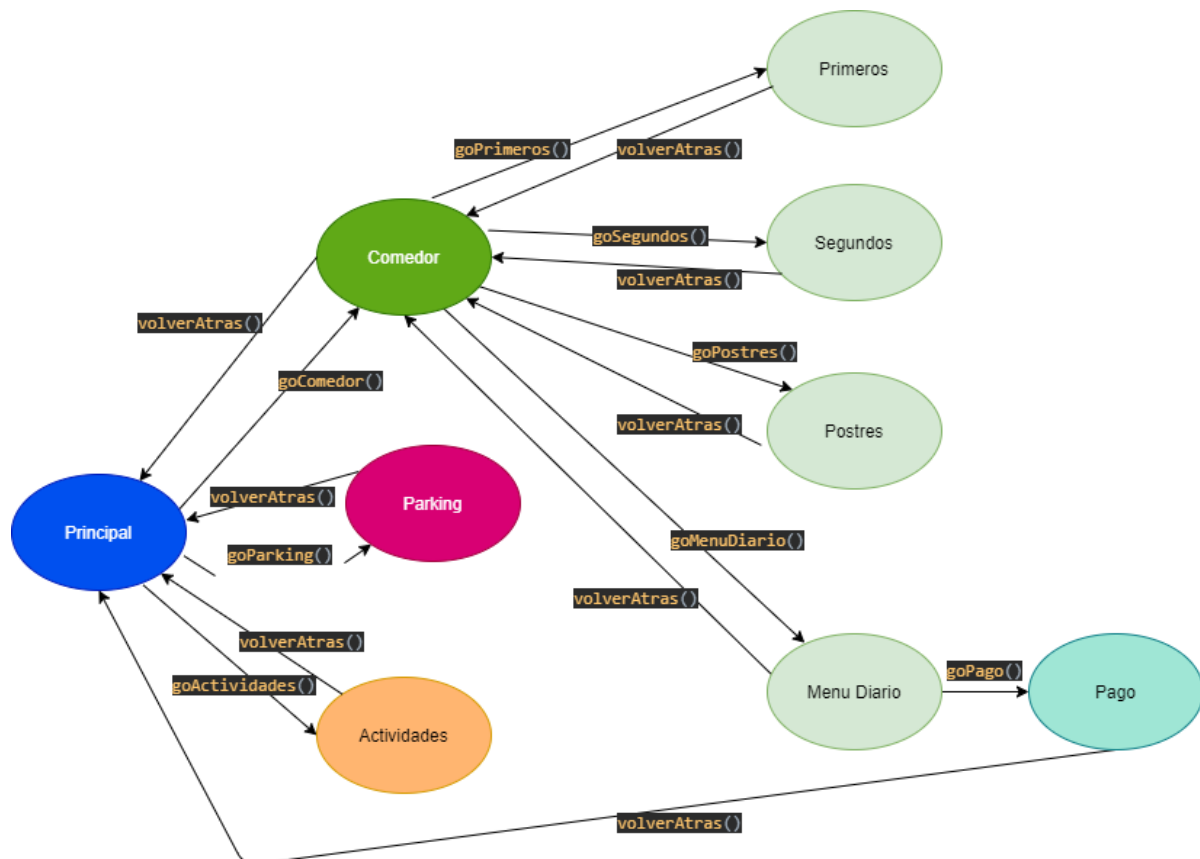 Primeros
goPrimeros()
volverAtras()
goSegundos()
Segundos
Comedor
volverAtras()
volverAtras()
goPostres()
goComedor()
volverAtras()
Postres
volverAtras()
Parking
Principal
goParking()
goMenuDiario()
volverAtras()
volverAtras()
goPago()
goActividades()
Menu Diario
Pago
Actividades
volverAtras()